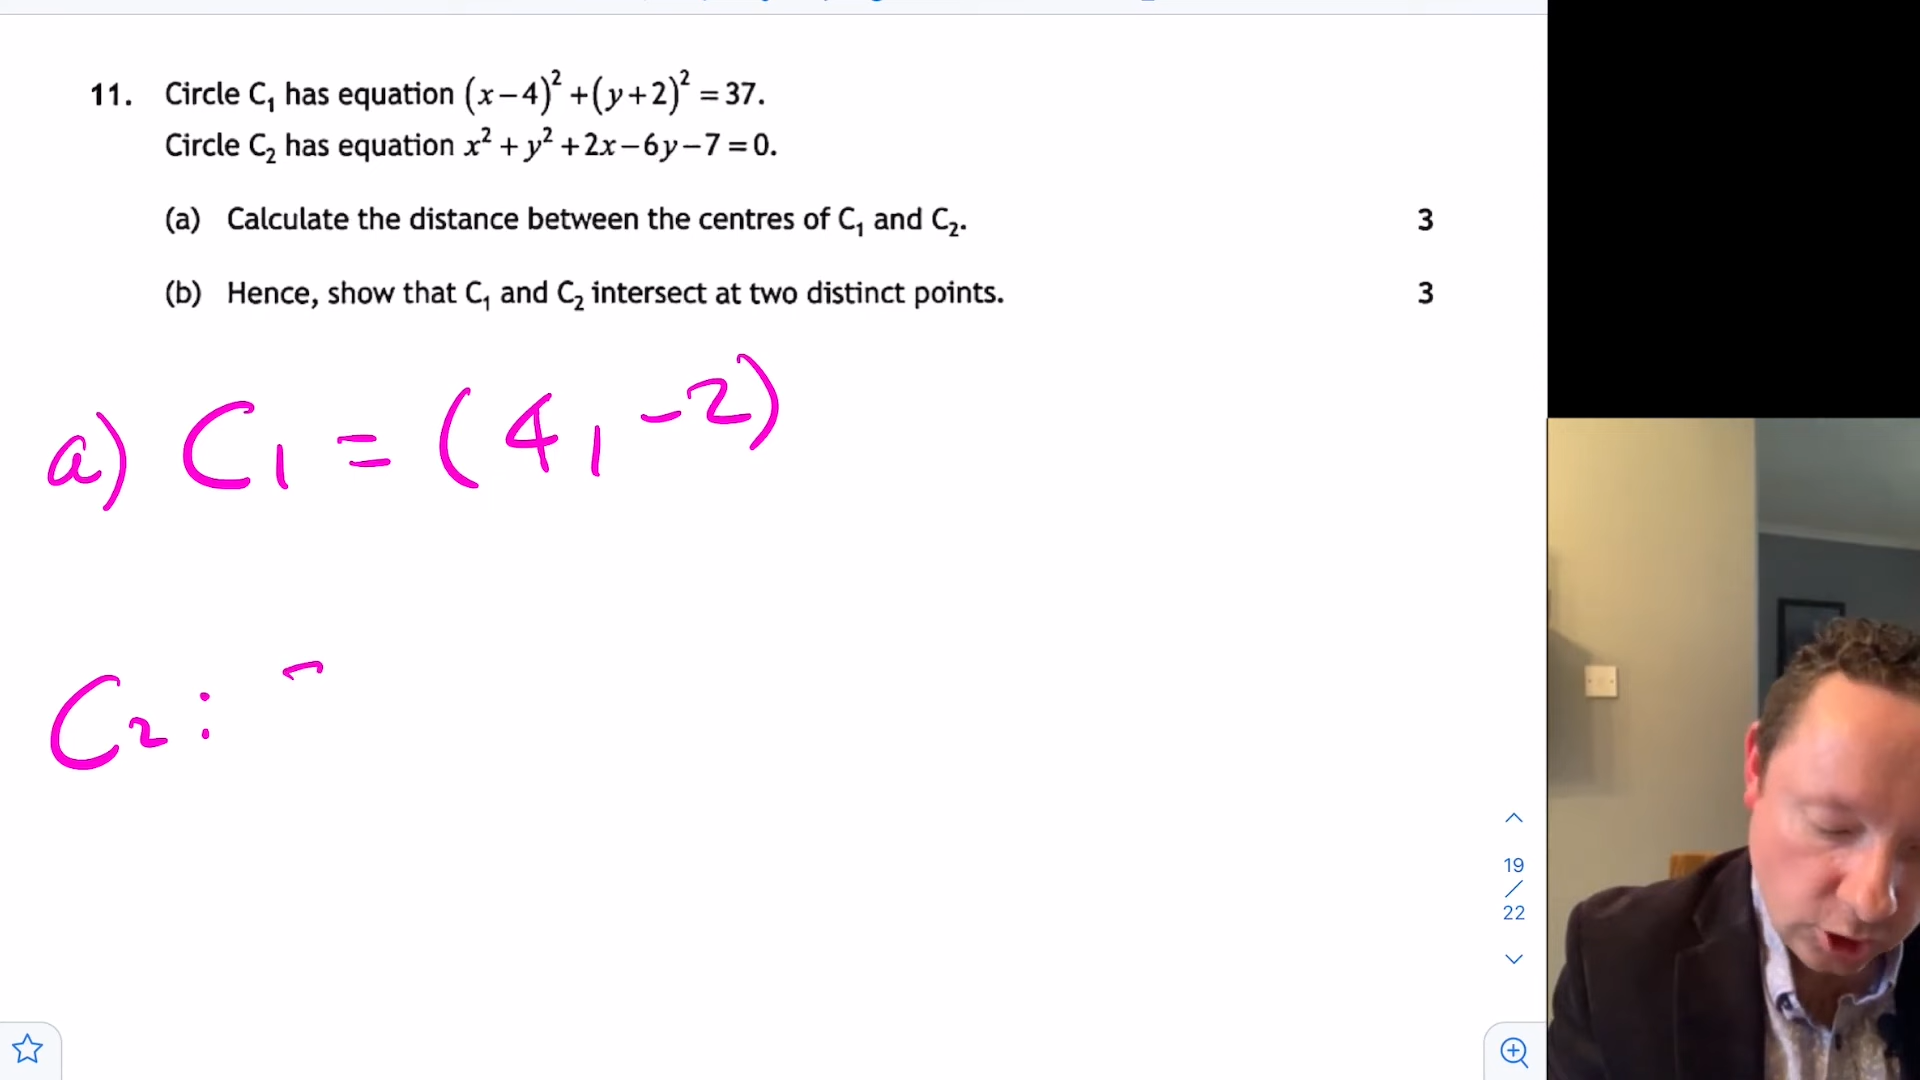 11. Circle C₁ has equation (x−4)² + (y+2)² = 37.
Circle C₂ has equation x² + y² + 2x − 6y − 7 = 0.
(a) Calculate the distance between the centres of C₁ and C₂. 3
(b) Hence, show that C₁ and C₂ intersect at two distinct points. 3
a) C₁ = (4, −2)
C₂ :
19
/
22